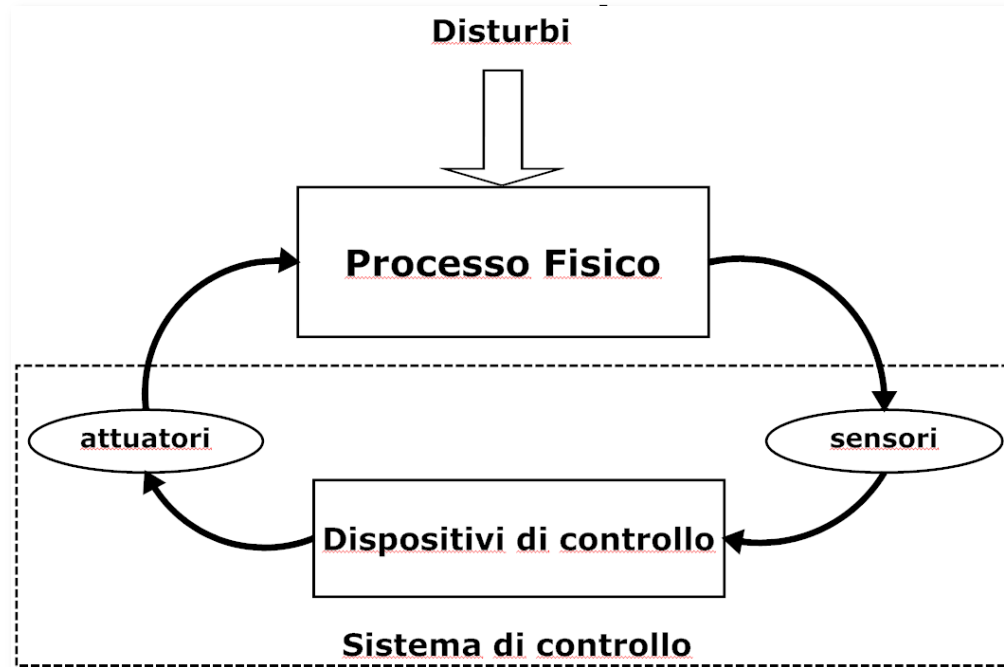 Disturbi
Processo Fisico
attuatori
sensori
Dispositivi di controllo
Sistema di controllo